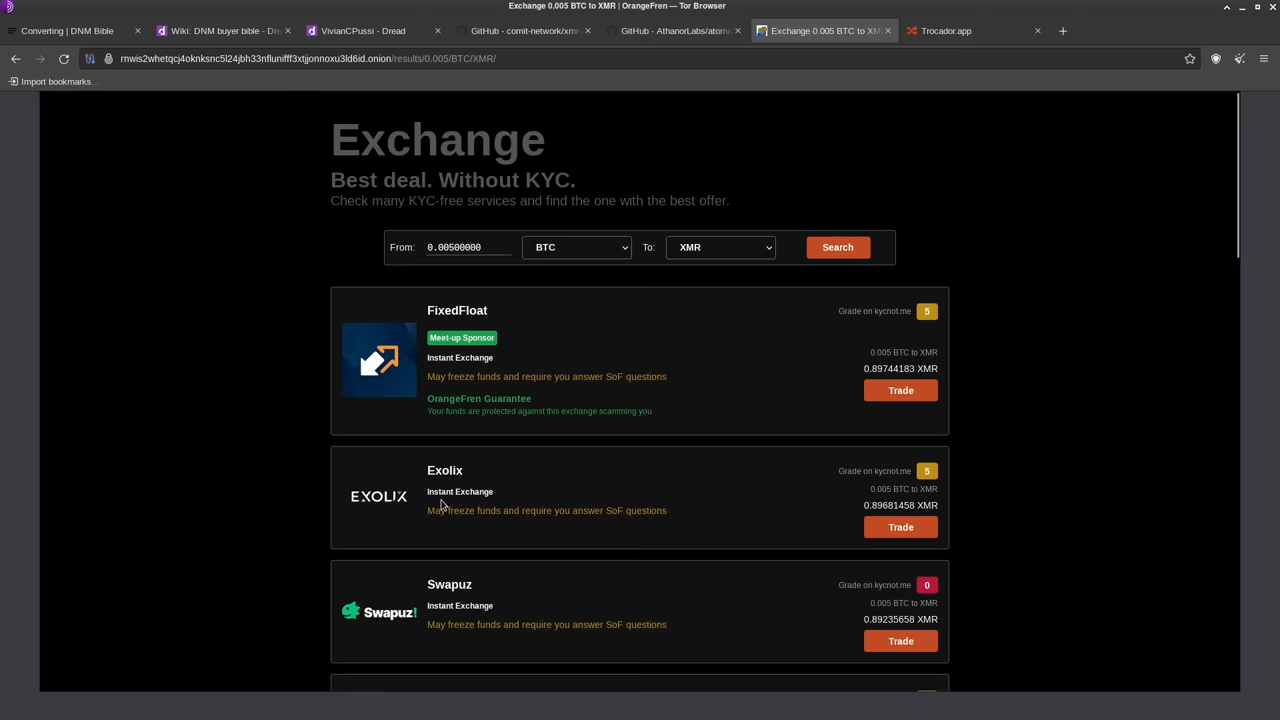 Exchange 0.005 BTC to XMR | OrangeFren — Tor Browser
Converting | DNM Bible
Wiki: DNM buyer bible - Dre
VivianCPussi - Dread
GitHub - comit-network/xm
GitHub - AthanorLabs/atomi
Exchange 0.005 BTC to XM
Trocador.app
rnwis2whetqcj4oknksnc5l24jbh33nflunifff3xtjjonnoxu3ld6id.onion/results/0.005/BTC/XMR/
Import bookmarks…
Exchange
Best deal. Without KYC.
Check many KYC-free services and find the one with the best offer.
From: 0.00500000 BTC To: XMR Search
FixedFloat
Grade on kycnot.me 5
Meet-up Sponsor
Instant Exchange
0.005 BTC to XMR
0.89744183 XMR
May freeze funds and require you answer SoF questions
Trade
OrangeFren Guarantee
Your funds are protected against this exchange scamming you
EXOLIX
Exolix
Grade on kycnot.me 5
Instant Exchange
0.005 BTC to XMR
0.89681458 XMR
May freeze funds and require you answer SoF questions
Trade
Swapuz!
Swapuz
Grade on kycnot.me 0
Instant Exchange
0.005 BTC to XMR
0.89235658 XMR
May freeze funds and require you answer SoF questions
Trade